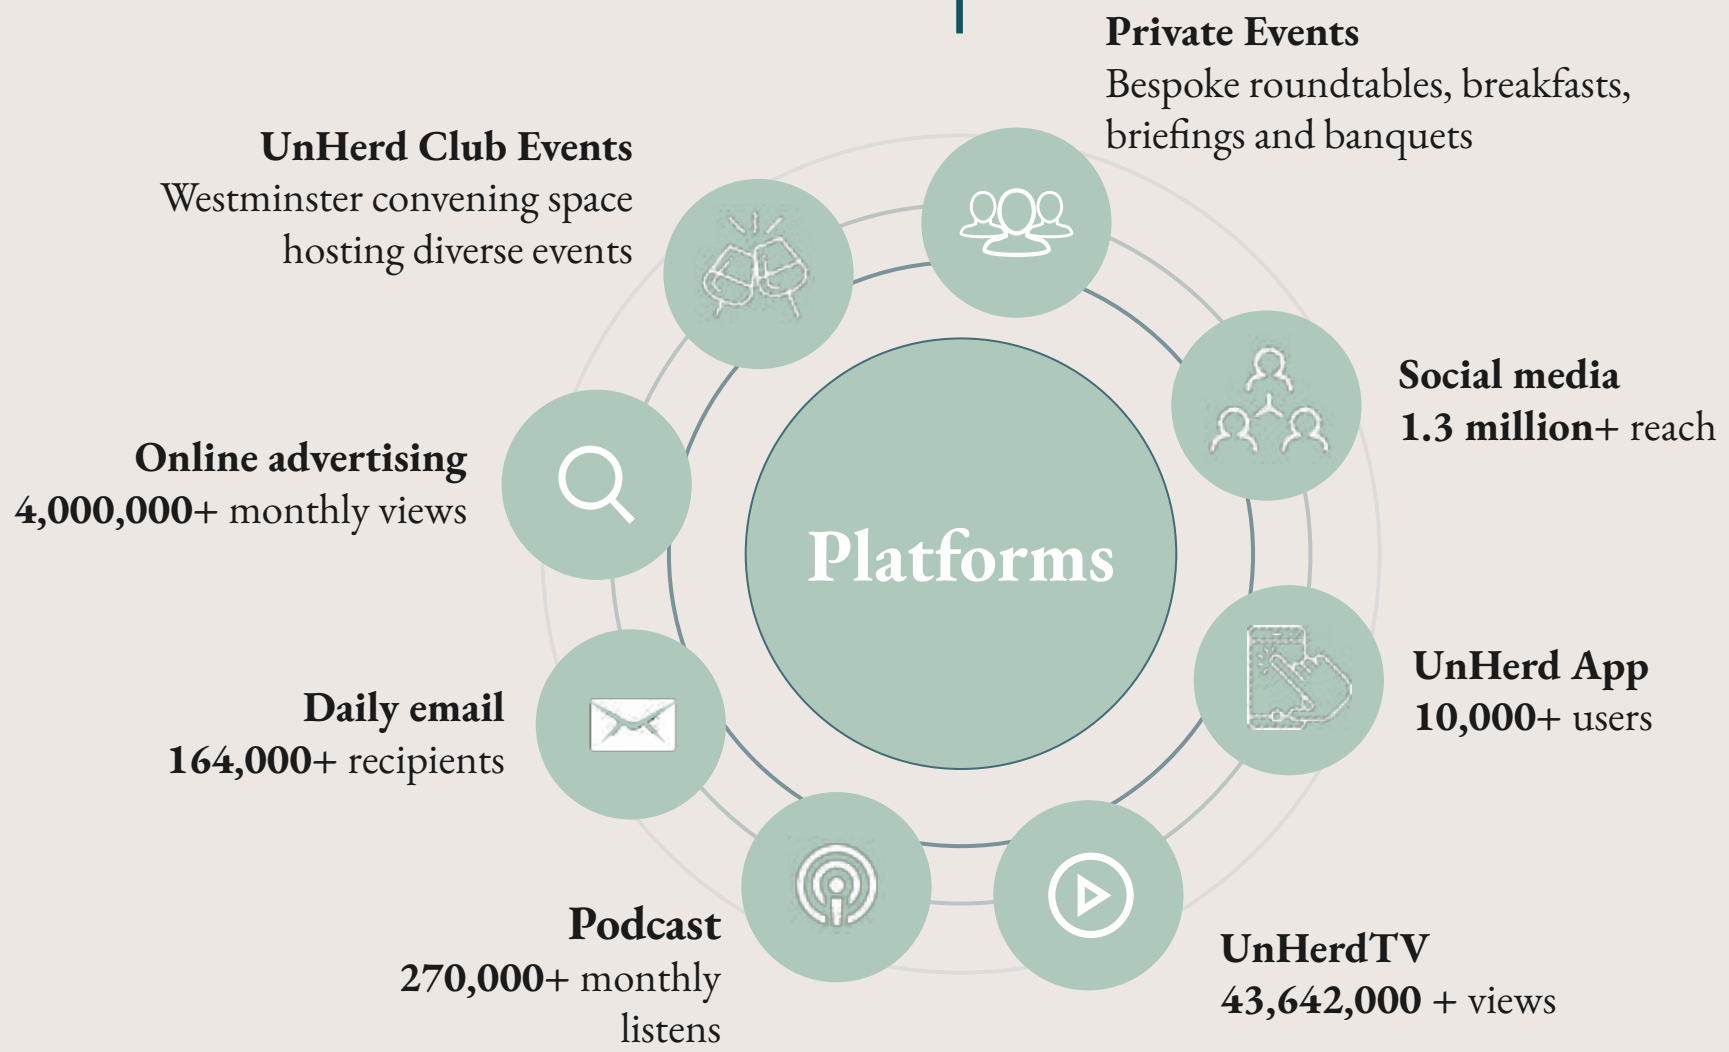 Private Events
Bespoke roundtables, breakfasts,
briefings and banquets
UnHerd Club Events
Westminster convening space
hosting diverse events
Social media
1.3 million+ reach
Online advertising
4,000,000+ monthly views
Platforms
UnHerd App
10,000+ users
Daily email
164,000+ recipients
Podcast
270,000+ monthly
listens
UnHerdTV
43,642,000 + views